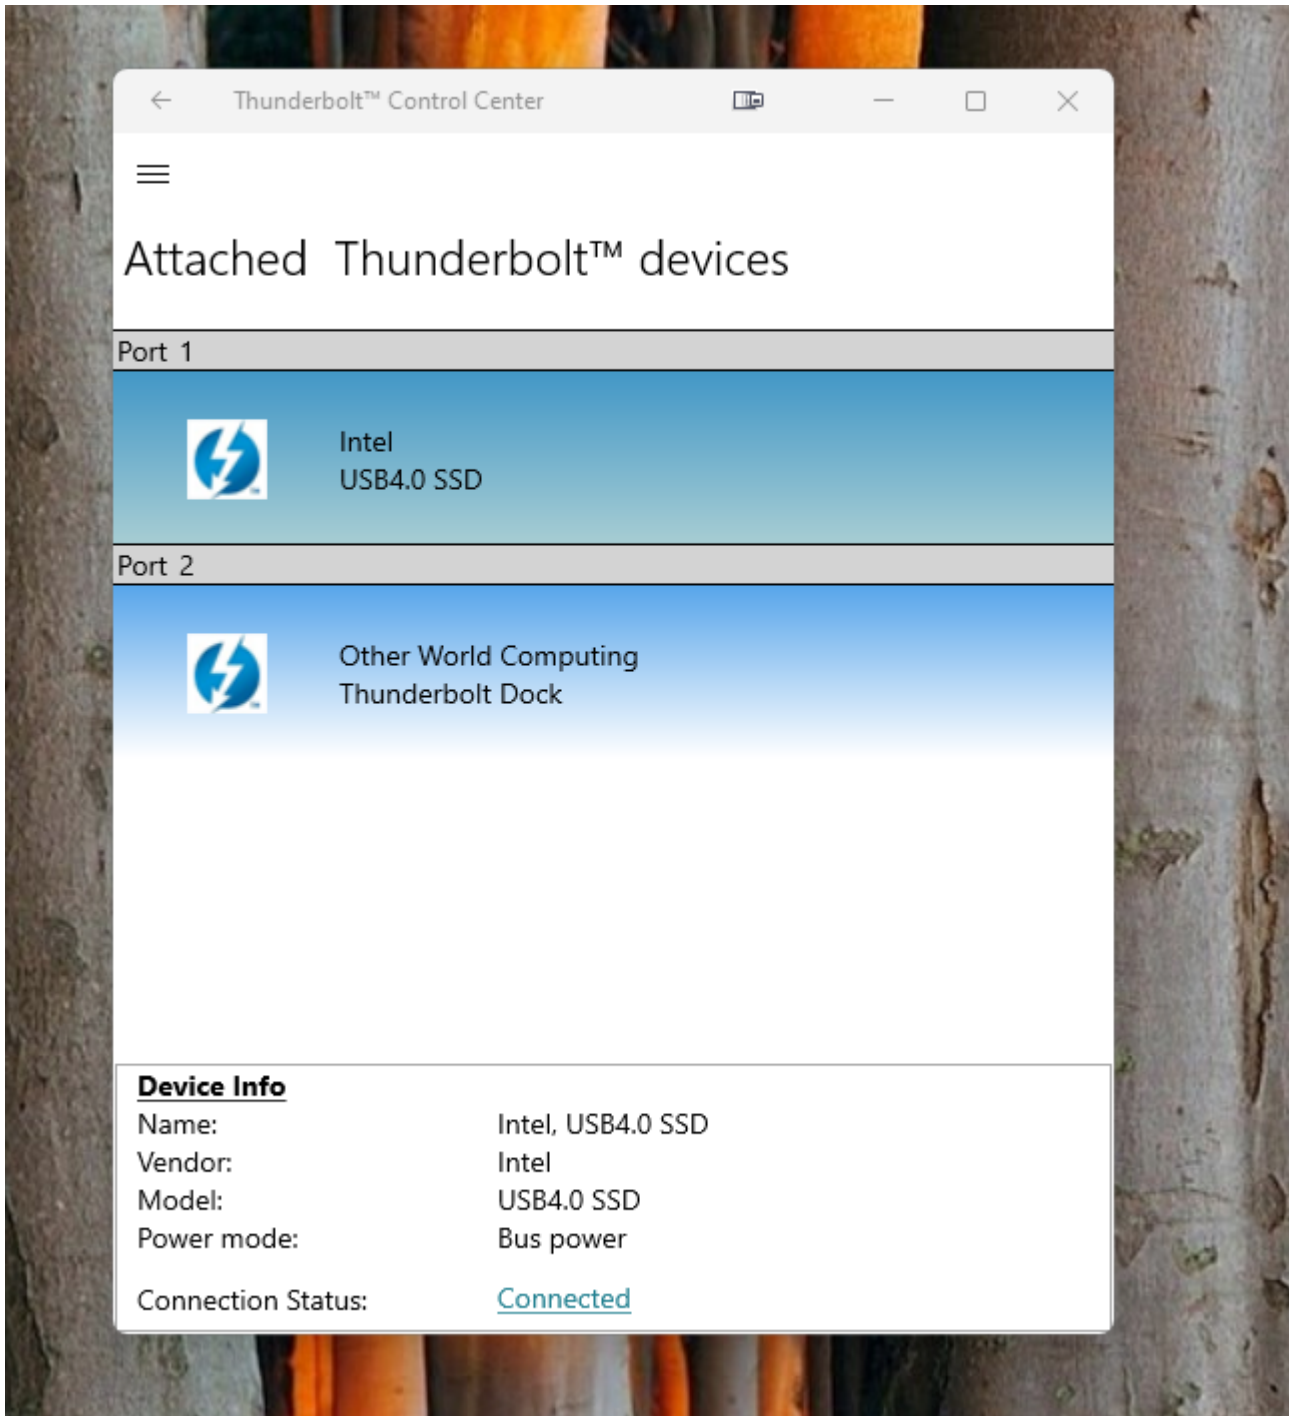 Thunderbolt™ Control Center
Attached Thunderbolt™ devices
Port 1
Intel
USB4.0 SSD
Port 2
Other World Computing
Thunderbolt Dock
Device Info
Name: Intel, USB4.0 SSD
Vendor: Intel
Model: USB4.0 SSD
Power mode: Bus power
Connection Status: Connected